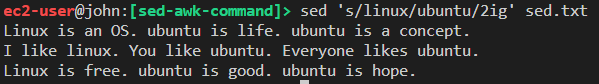 ec2-user@john:[sed-awk-command]> sed 's/linux/ubuntu/2ig' sed.txt
Linux is an OS. ubuntu is life. ubuntu is a concept.
I like linux. You like ubuntu. Everyone likes ubuntu.
Linux is free. ubuntu is good. ubuntu is hope.